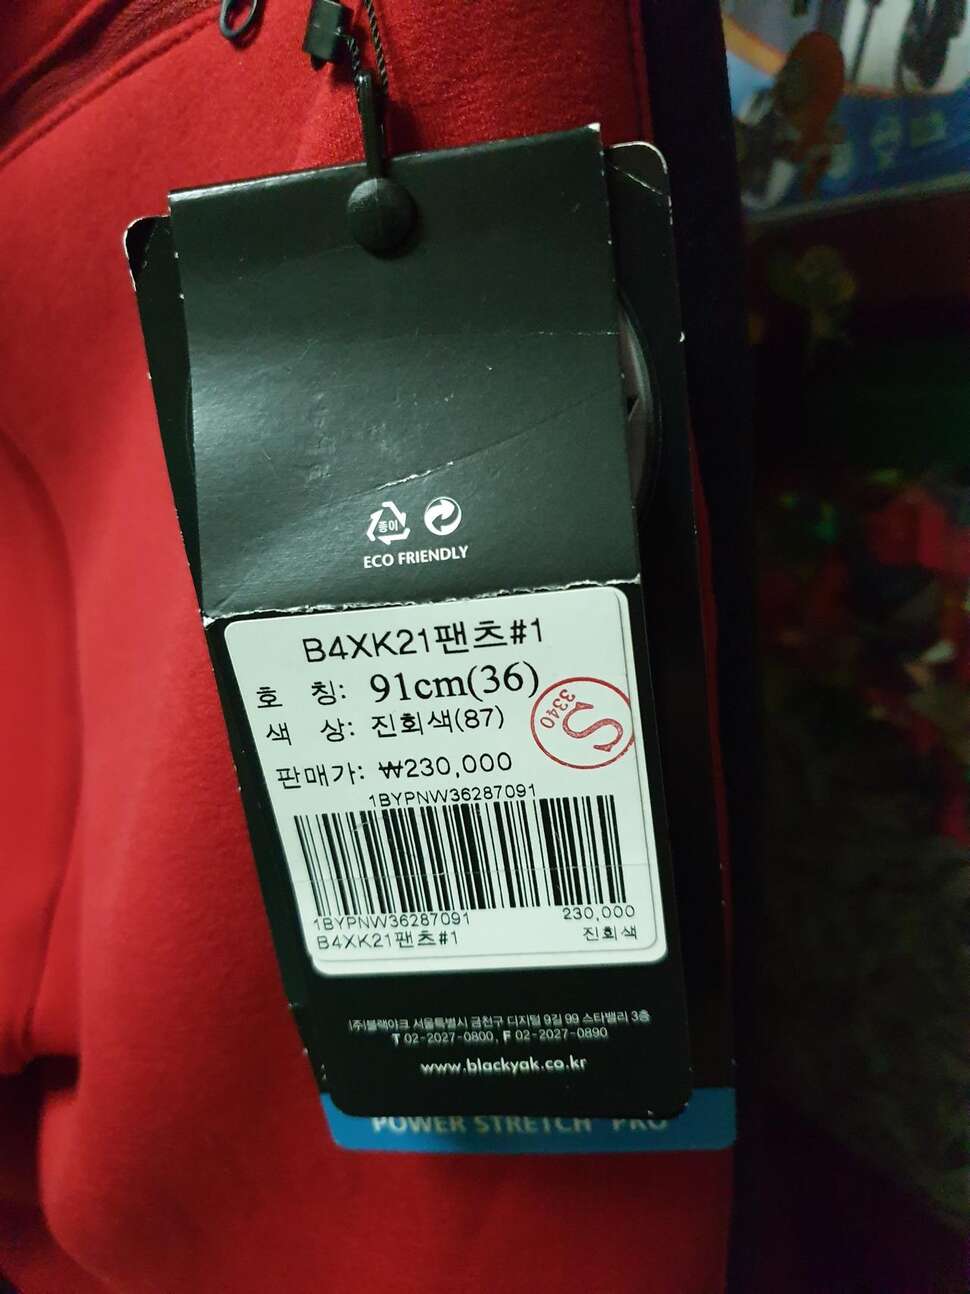 종이
ECO FRIENDLY
B4XK21팬츠#1
호 칭: 91cm(36)
색 상: 진회색(87)
3340
S
판매가: ₩230,000
1BYPNW36287091
1BYPNW36287091 230,000
B4XK21팬츠#1 진회색
(주)블랙야크 서울특별시 금천구 디지털 9길 99 스타밸리 3층
T 02-2027-0800, F 02-2027-0890
www.blackyak.co.kr
POWER STRETCH PRO